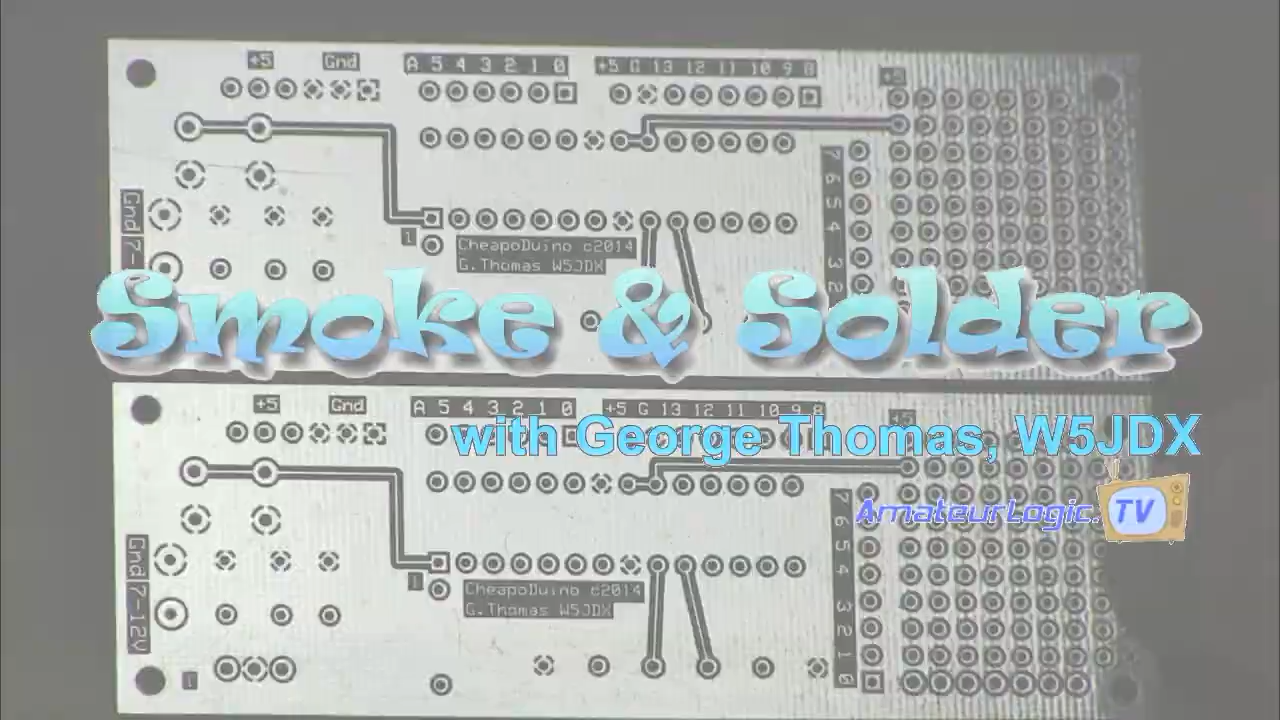 +5 Gnd A 5 4 3 2 1 0 +5 G 13 12 11 10 9 8
+5
7 6 5 4 3 2
Gnd 7-
1
CheapoDuino c2014
G.Thomas W5JDX
Smoke & Solder
+5 Gnd A 5 4 3 2 1 0 +5 G 13 12 11 10 9 8
+5
with George Thomas, W5JDX
AmateurLogic.TV
7 6 5 4 3 2 1 0
Gnd 7-12V
1
CheapoDuino c2014
G.Thomas W5JDX
1